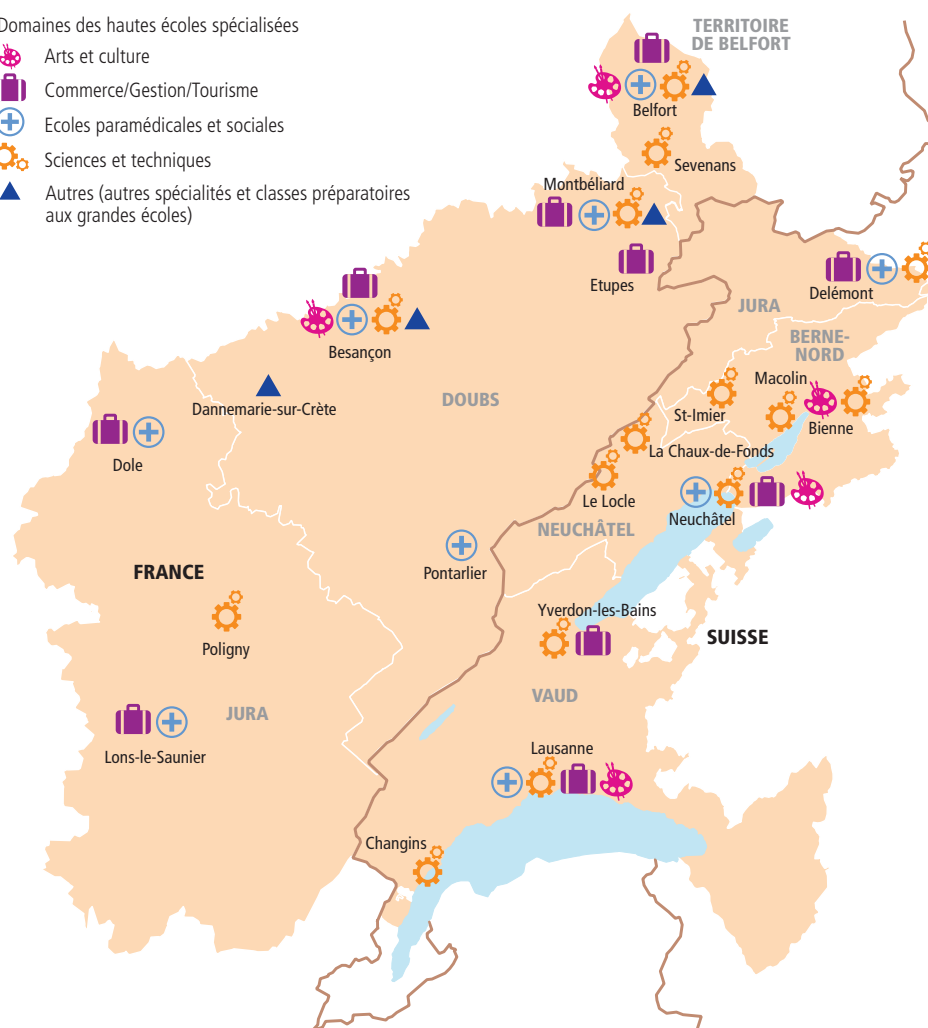 Domaines des hautes écoles spécialisées
Arts et culture
Commerce/Gestion/Tourisme
Ecoles paramédicales et sociales
Sciences et techniques
Autres (autres spécialités et classes préparatoires
aux grandes écoles)
TERRITOIRE
DE BELFORT
Belfort
Sevenans
Montbéliard
Etupes
Delémont
JURA
BERNE-
NORD
Besançon
Macolin
Dannemarie-sur-Crète
DOUBS
St-Imier
Bienne
La Chaux-de-Fonds
Dole
Le Locle
Neuchâtel
NEUCHÂTEL
FRANCE
Pontarlier
Yverdon-les-Bains
SUISSE
Poligny
VAUD
JURA
Lons-le-Saunier
Lausanne
Changins